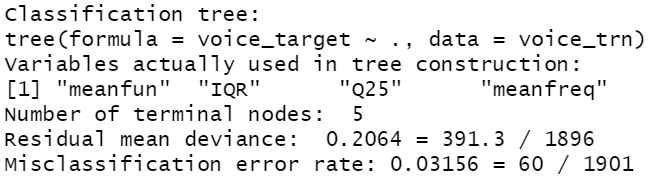 Classification tree:
tree(formula = voice_target ~ ., data = voice_trn)
Variables actually used in tree construction:
[1] "meanfun"  "IQR"      "Q25"      "meanfreq"
Number of terminal nodes:  5
Residual mean deviance:  0.2064 = 391.3 / 1896
Misclassification error rate: 0.03156 = 60 / 1901